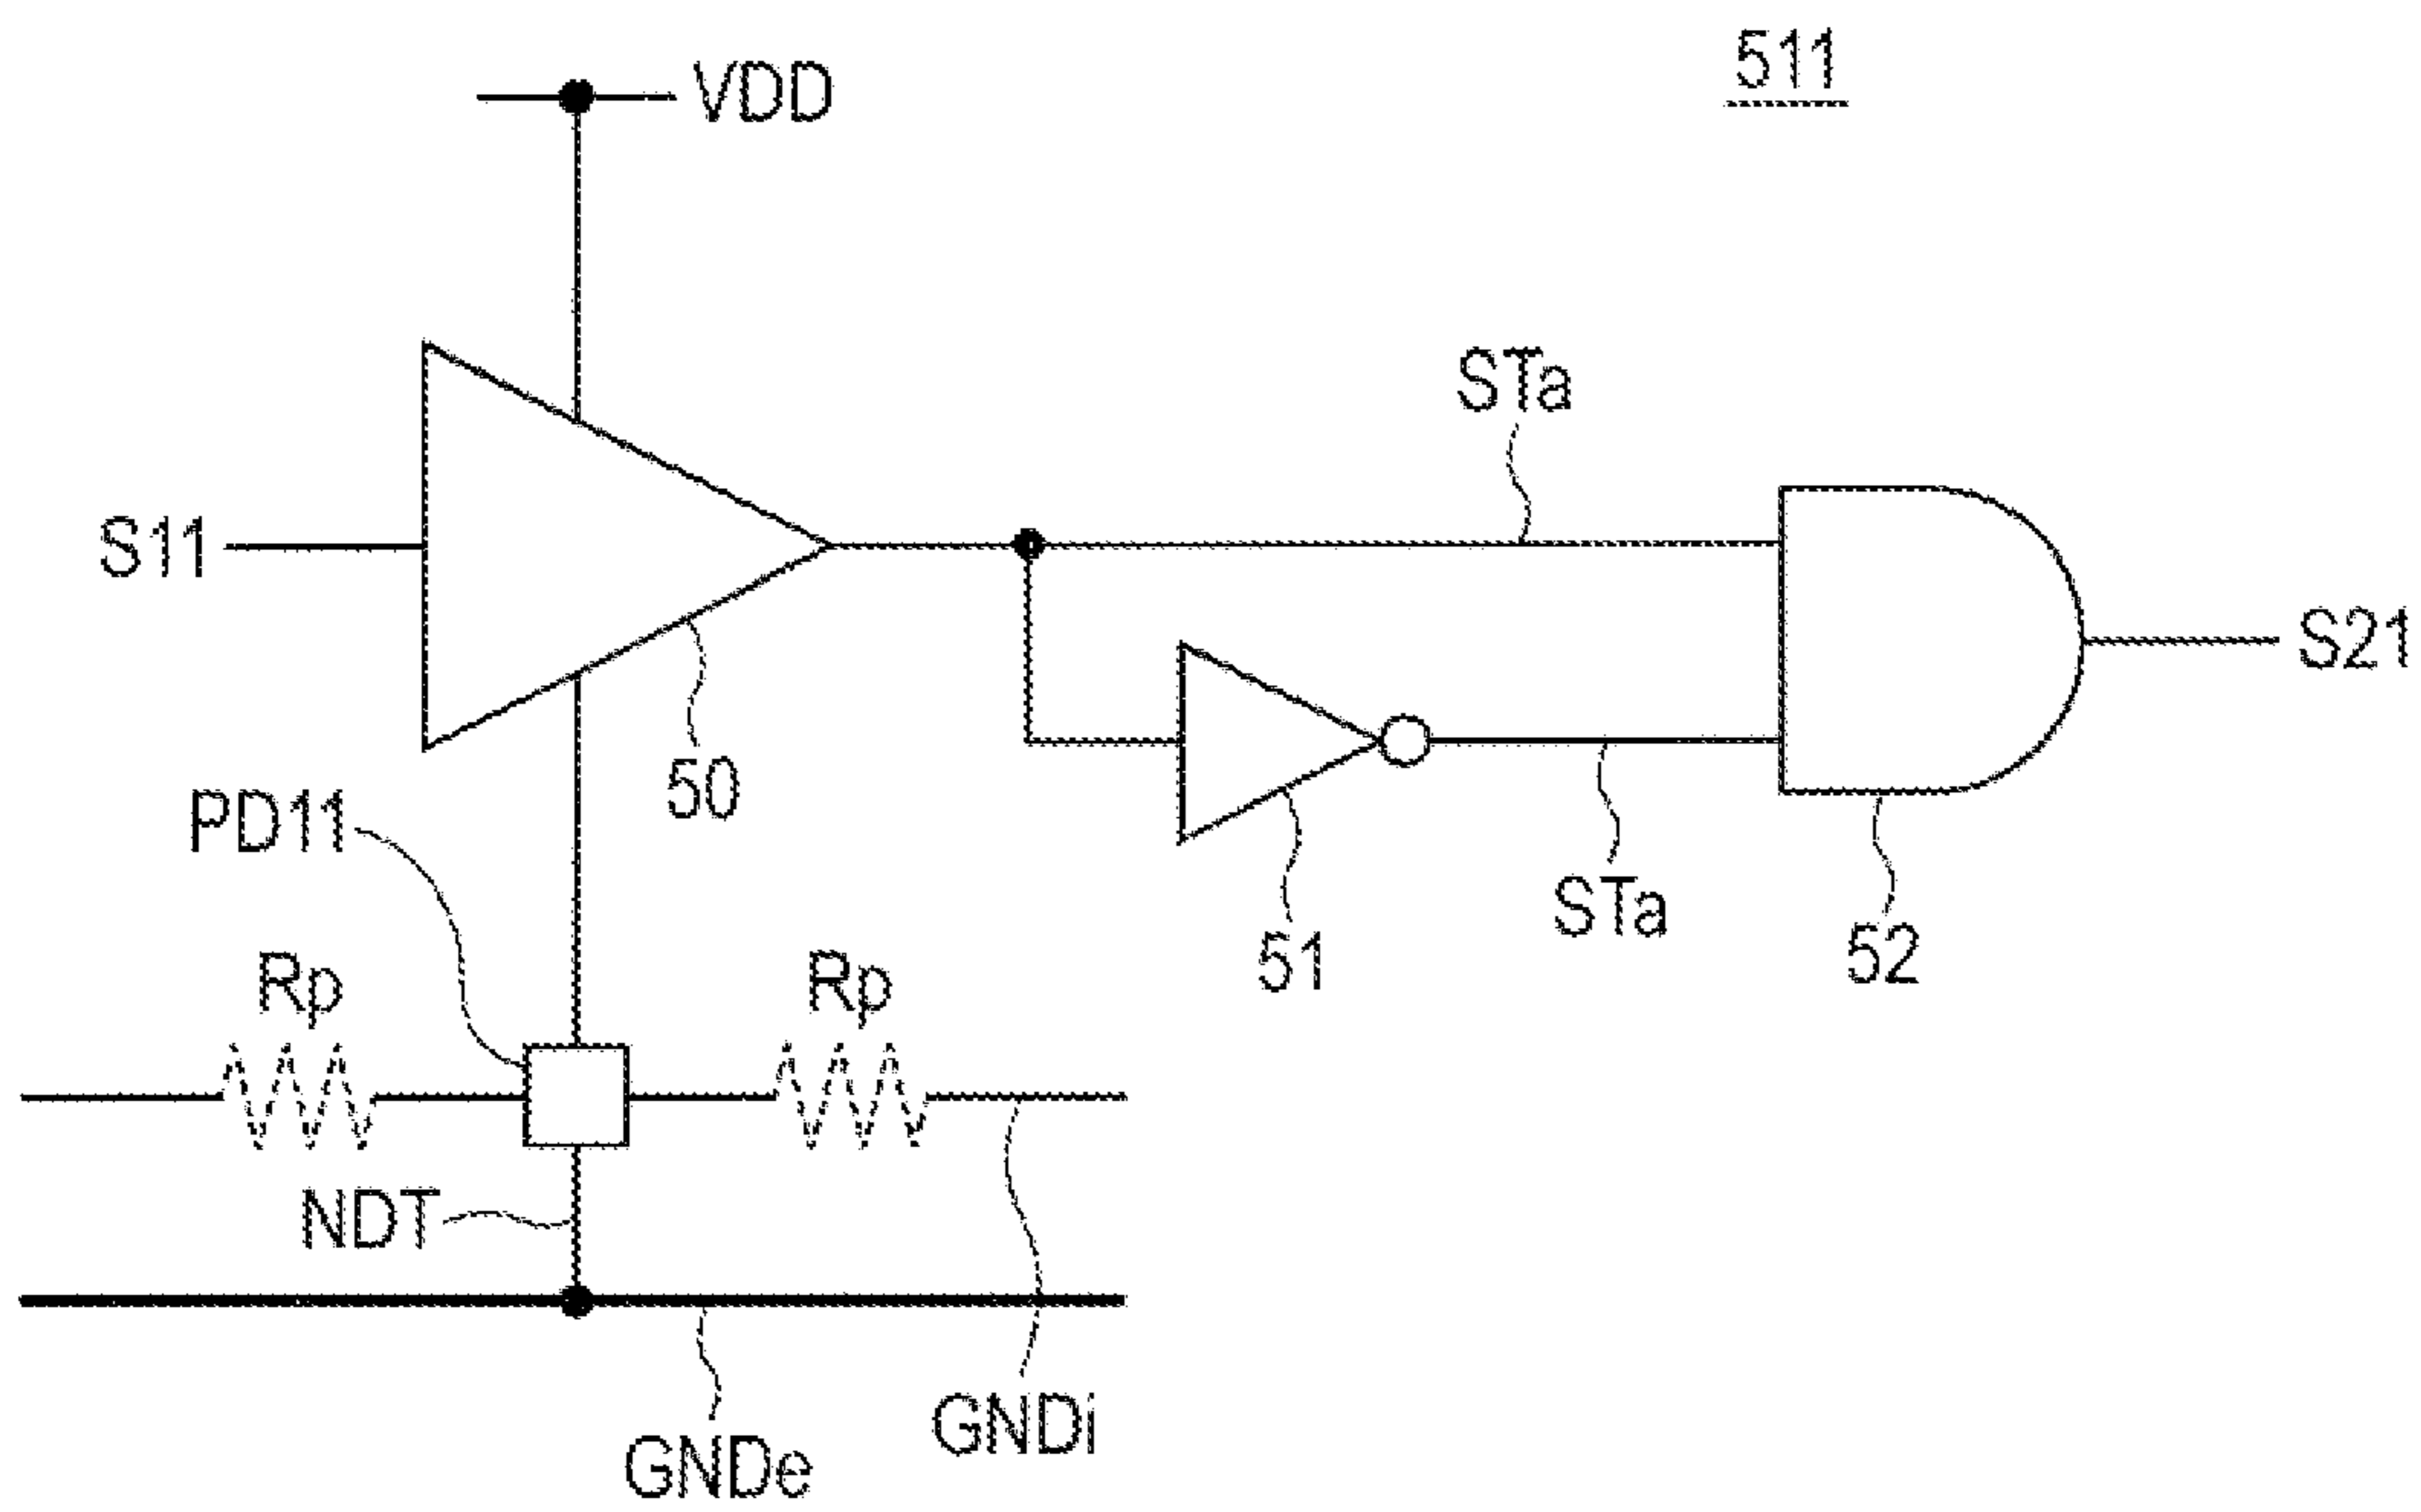 511
VDD
STa
S11
S21
50
PD11
STa
51
52
Rp
Rp
NDT
GNDi
GNDe